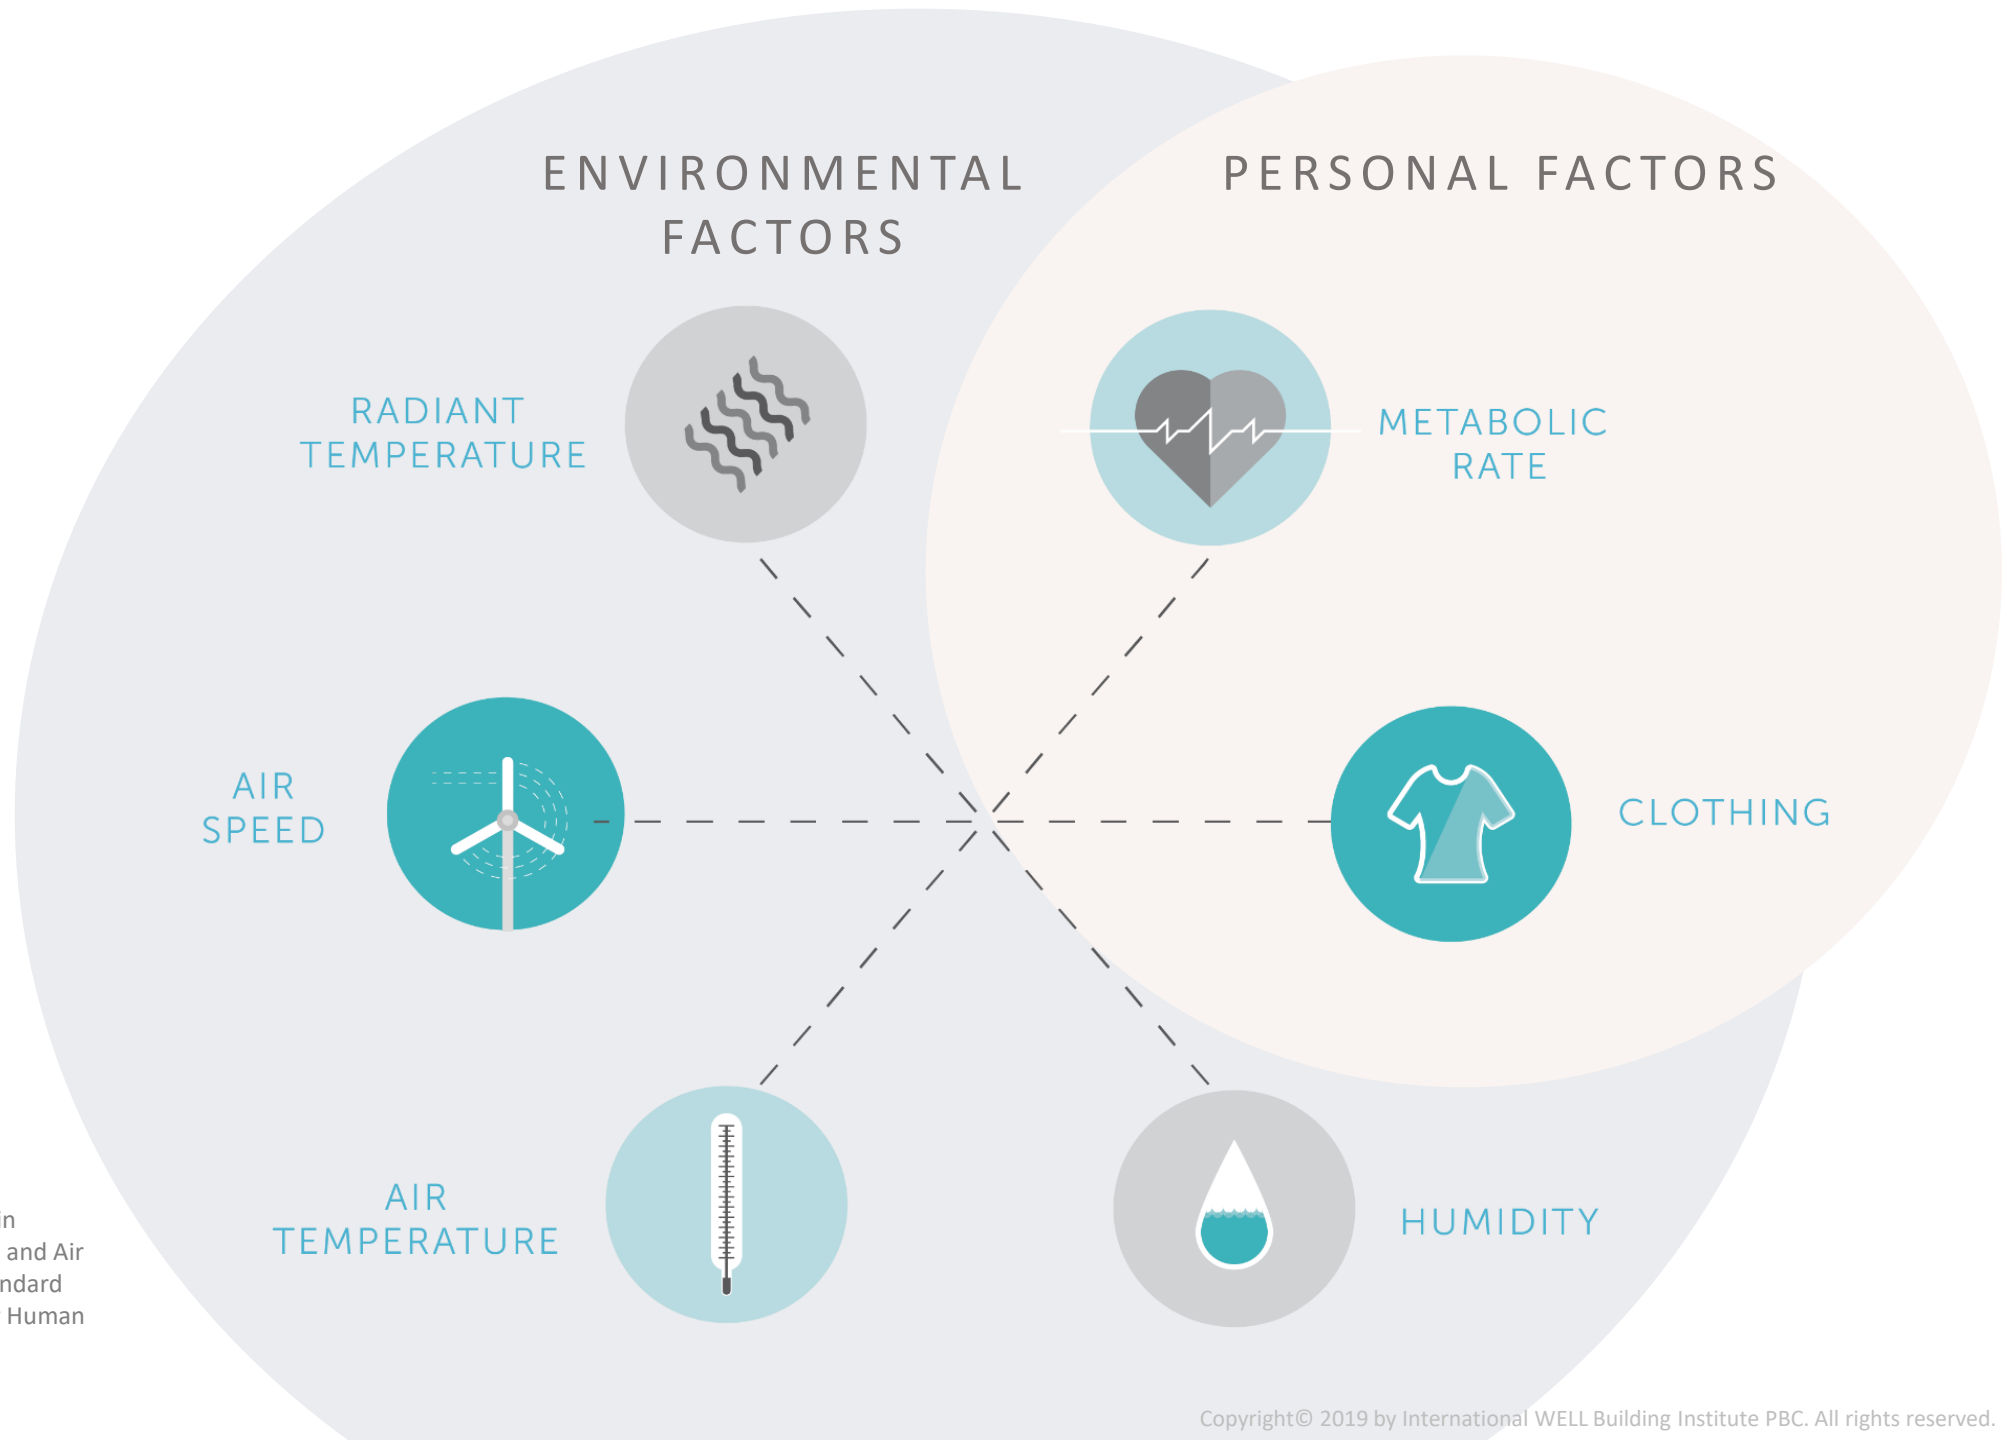 ENVIRONMENTAL
FACTORS
PERSONAL FACTORS
RADIANT
TEMPERATURE
METABOLIC
RATE
AIR
SPEED
CLOTHING
AIR
TEMPERATURE
HUMIDITY
in
and Air
ndard
Human
Copyright© 2019 by International WELL Building Institute PBC. All rights reserved.